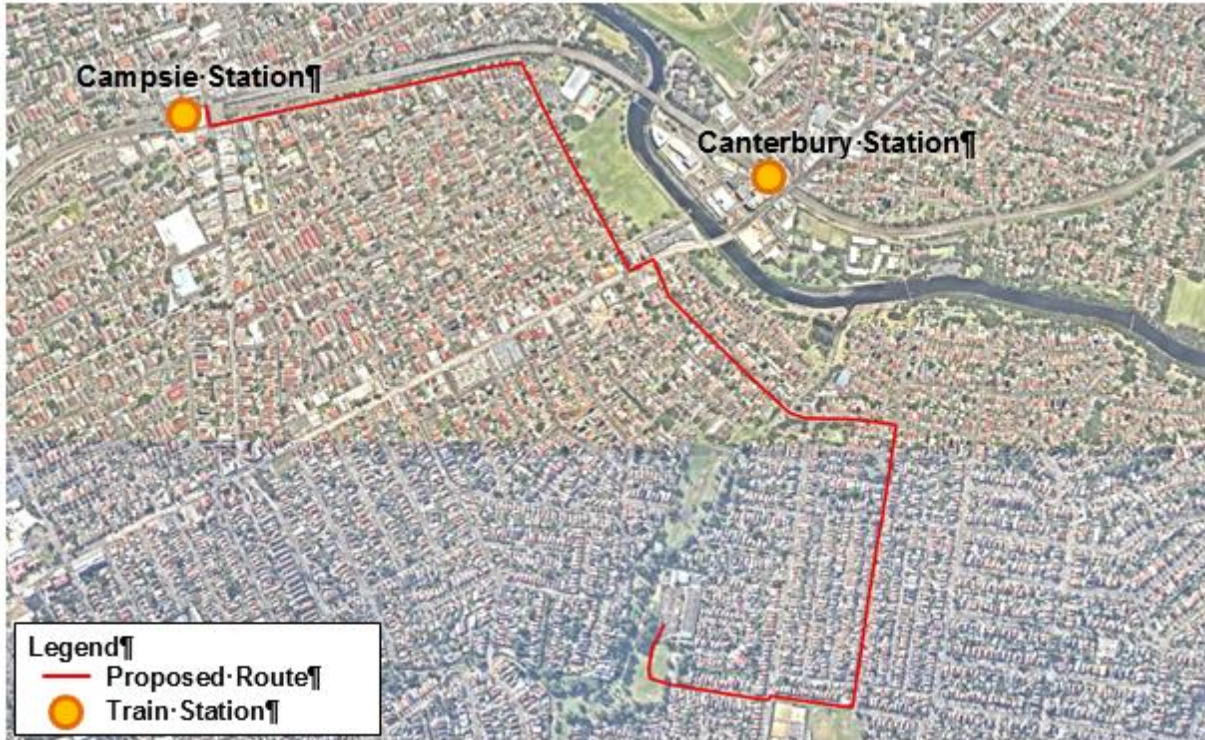 Campsie·Station¶
Canterbury·Station¶
Legend¶
Proposed·Route¶
Train·Station¶